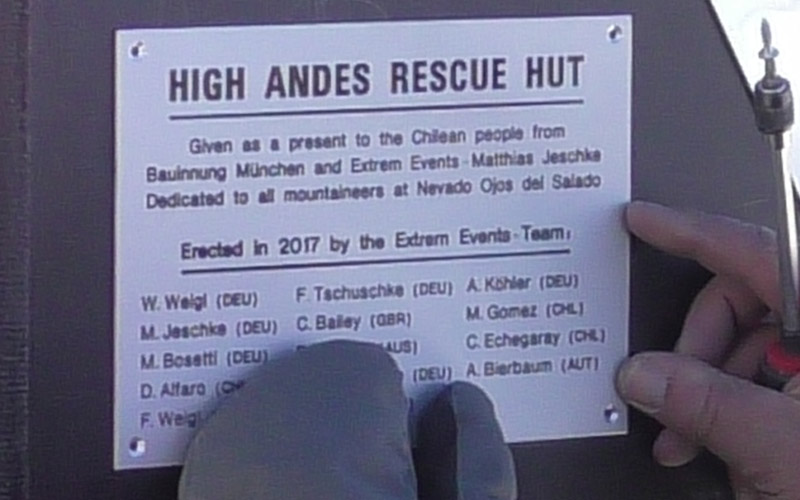 HIGH ANDES RESCUE HUT
Given as a present to the Chilean people from
Bauinnung München and Extrem Events - Matthias Jeschke
Dedicated to all mountaineers at Nevado Ojos del Salado
Erected in 2017 by the Extrem Events-Team:
W. Weigl (DEU)
M. Jeschke (DEU)
M. Bosetti (DEU)
D. Alfaro
F. Weigl
F. Tschuschke (DEU)
C. Bailey (GBR)
(AUS)
(DEU)
A. Köhler (DEU)
M. Gomez (CHL)
C. Echegaray (CHL)
A. Bierbaum (AUT)